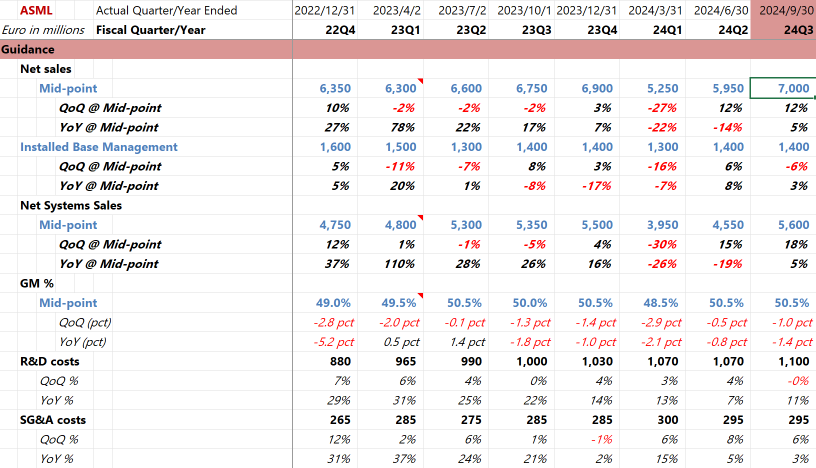 ASML Actual Quarter/Year Ended 2022/12/31 2023/4/2 2023/7/2 2023/10/1 2023/12/31 2024/3/31 2024/6/30 2024/9/30
Euro in millions Fiscal Quarter/Year 22Q4 23Q1 23Q2 23Q3 23Q4 24Q1 24Q2 24Q3
Guidance
Net sales
Mid-point 6,350 6,300 6,600 6,750 6,900 5,250 5,950 7,000
QoQ @ Mid-point 10% -2% -2% -2% 3% -27% 12% 12%
YoY @ Mid-point 27% 78% 22% 17% 7% -22% -14% 5%
Installed Base Management 1,600 1,500 1,300 1,400 1,400 1,300 1,400 1,400
QoQ @ Mid-point 5% -11% -7% 8% 3% -16% 6% -6%
YoY @ Mid-point 5% 20% 1% -8% -17% -7% 8% 3%
Net Systems Sales
Mid-point 4,750 4,800 5,300 5,350 5,500 3,950 4,550 5,600
QoQ @ Mid-point 12% 1% -1% -5% 4% -30% 15% 18%
YoY @ Mid-point 37% 110% 28% 26% 16% -26% -19% 5%
GM %
Mid-point 49.0% 49.5% 50.5% 50.0% 50.5% 48.5% 50.5% 50.5%
QoQ (pct) -2.8 pct -2.0 pct -0.1 pct -1.3 pct -1.4 pct -2.9 pct -0.5 pct -1.0 pct
YoY (pct) -5.2 pct 0.5 pct 1.4 pct -1.8 pct -1.0 pct -2.1 pct -0.8 pct -1.4 pct
R&D costs 880 965 990 1,000 1,030 1,070 1,070 1,100
QoQ % 7% 6% 4% 0% 4% 3% 4% -0%
YoY % 29% 31% 25% 22% 14% 13% 7% 11%
SG&A costs 265 285 275 285 285 300 295 295
QoQ % 12% 2% 6% 1% -1% 6% 8% 6%
YoY % 31% 37% 24% 21% 2% 15% 5% 3%